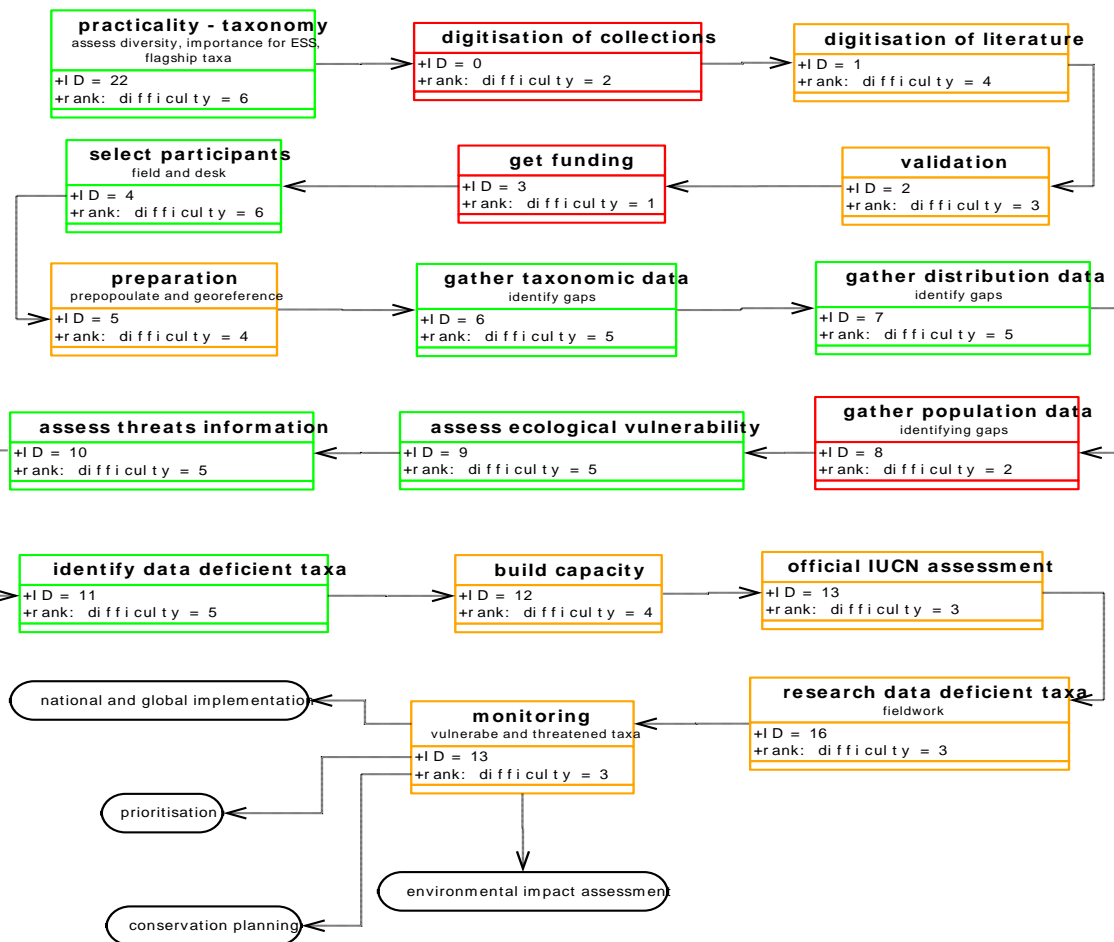 practicality - taxonomy
assess diversity, importance for ESS,
flagship taxa
+ID = 22
+rank: difficulty = 6
digitisation of collections
+ID = 0
+rank: difficulty = 2
digitisation of literature
+ID = 1
+rank: difficulty = 4
select participants
field and desk
+ID = 4
+rank: difficulty = 6
get funding
+ID = 3
+rank: difficulty = 1
validation
+ID = 2
+rank: difficulty = 3
preparation
prepopoulate and georeference
+ID = 5
+rank: difficulty = 4
gather taxonomic data
identify gaps
+ID = 6
+rank: difficulty = 5
gather distribution data
identify gaps
+ID = 7
+rank: difficulty = 5
assess threats information
+ID = 10
+rank: difficulty = 5
assess ecological vulnerability
+ID = 9
+rank: difficulty = 5
gather population data
identifying gaps
+ID = 8
+rank: difficulty = 2
identify data deficient taxa
+ID = 11
+rank: difficulty = 5
build capacity
+ID = 12
+rank: difficulty = 4
official IUCN assessment
+ID = 13
+rank: difficulty = 3
national and global implementation
monitoring
vulnerabe and threatened taxa
+ID = 13
+rank: difficulty = 3
research data deficient taxa
fieldwork
+ID = 16
+rank: difficulty = 3
prioritisation
environmental impact assessment
conservation planning